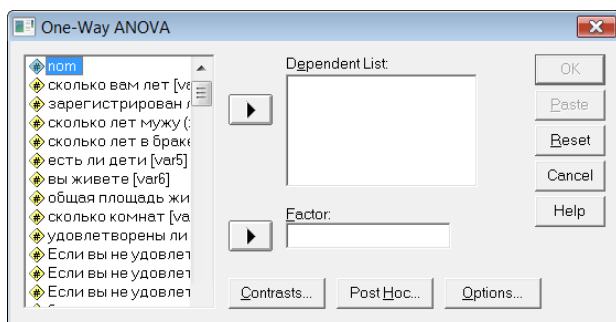 One-Way ANOVA
nom
сколько вам лет [va
зарегистрирован л
сколько лет мужу (
сколько лет в браке
есть ли дети [var5]
вы живете [var6]
общая площадь жи
сколько комнат [va
удовлетворены ли
Если вы не удовлет
Если вы не удовлет
Если вы не удовлет
Dependent List:
Factor:
Contrasts...
Post Hoc...
Options...
OK
Paste
Reset
Cancel
Help